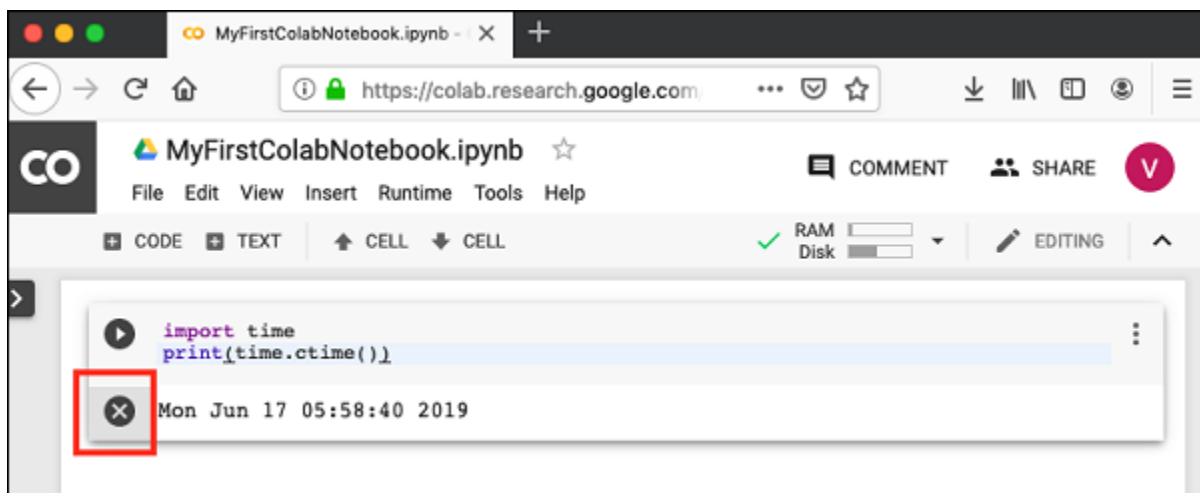 MyFirstColabNotebook.ipynb -
https://colab.research.google.com/
CO MyFirstColabNotebook.ipynb
COMMENT SHARE V
File Edit View Insert Runtime Tools Help
CODE TEXT CELL CELL RAM EDITING
Disk
import time
print(time.ctime())
Mon Jun 17 05:58:40 2019